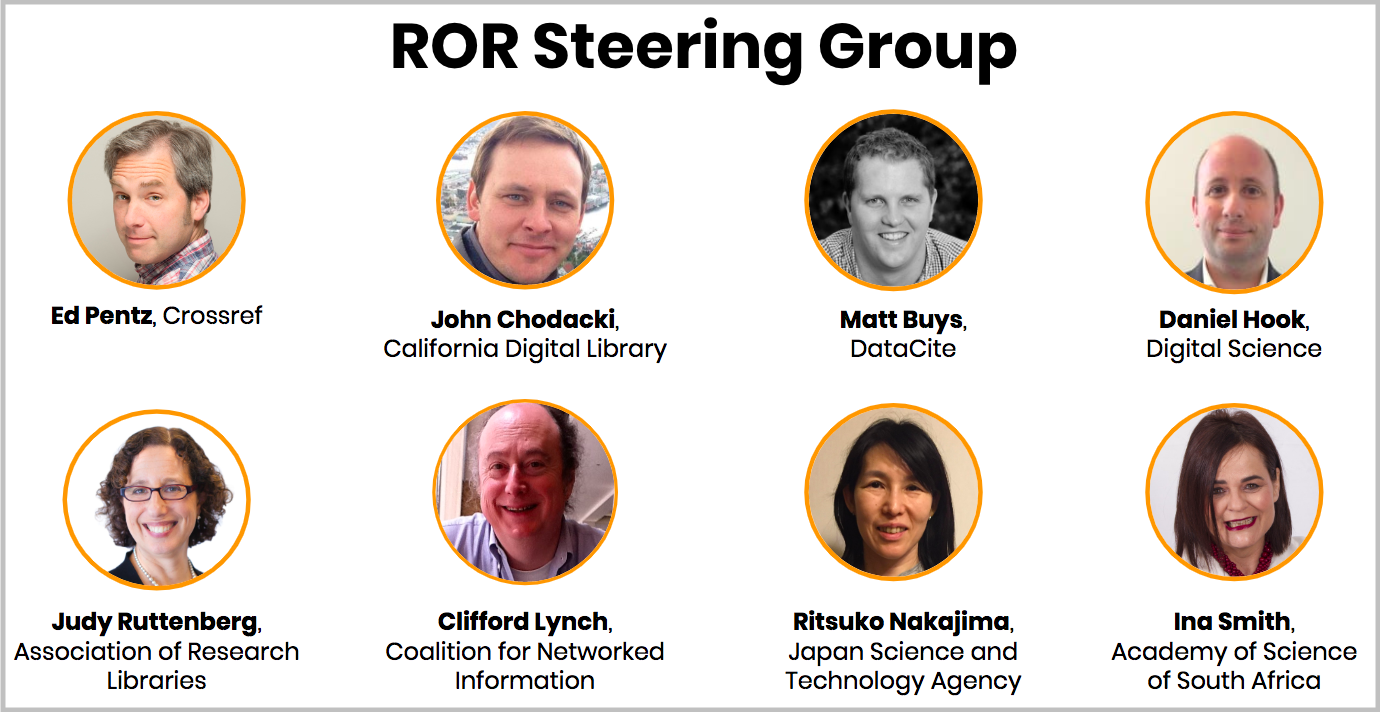 ROR Steering Group
Ed Pentz, Crossref
John Chodacki,
California Digital Library
Matt Buys,
DataCite
Daniel Hook,
Digital Science
Judy Ruttenberg,
Association of Research
Libraries
Clifford Lynch,
Coalition for Networked
Information
Ritsuko Nakajima,
Japan Science and
Technology Agency
Ina Smith,
Academy of Science
of South Africa